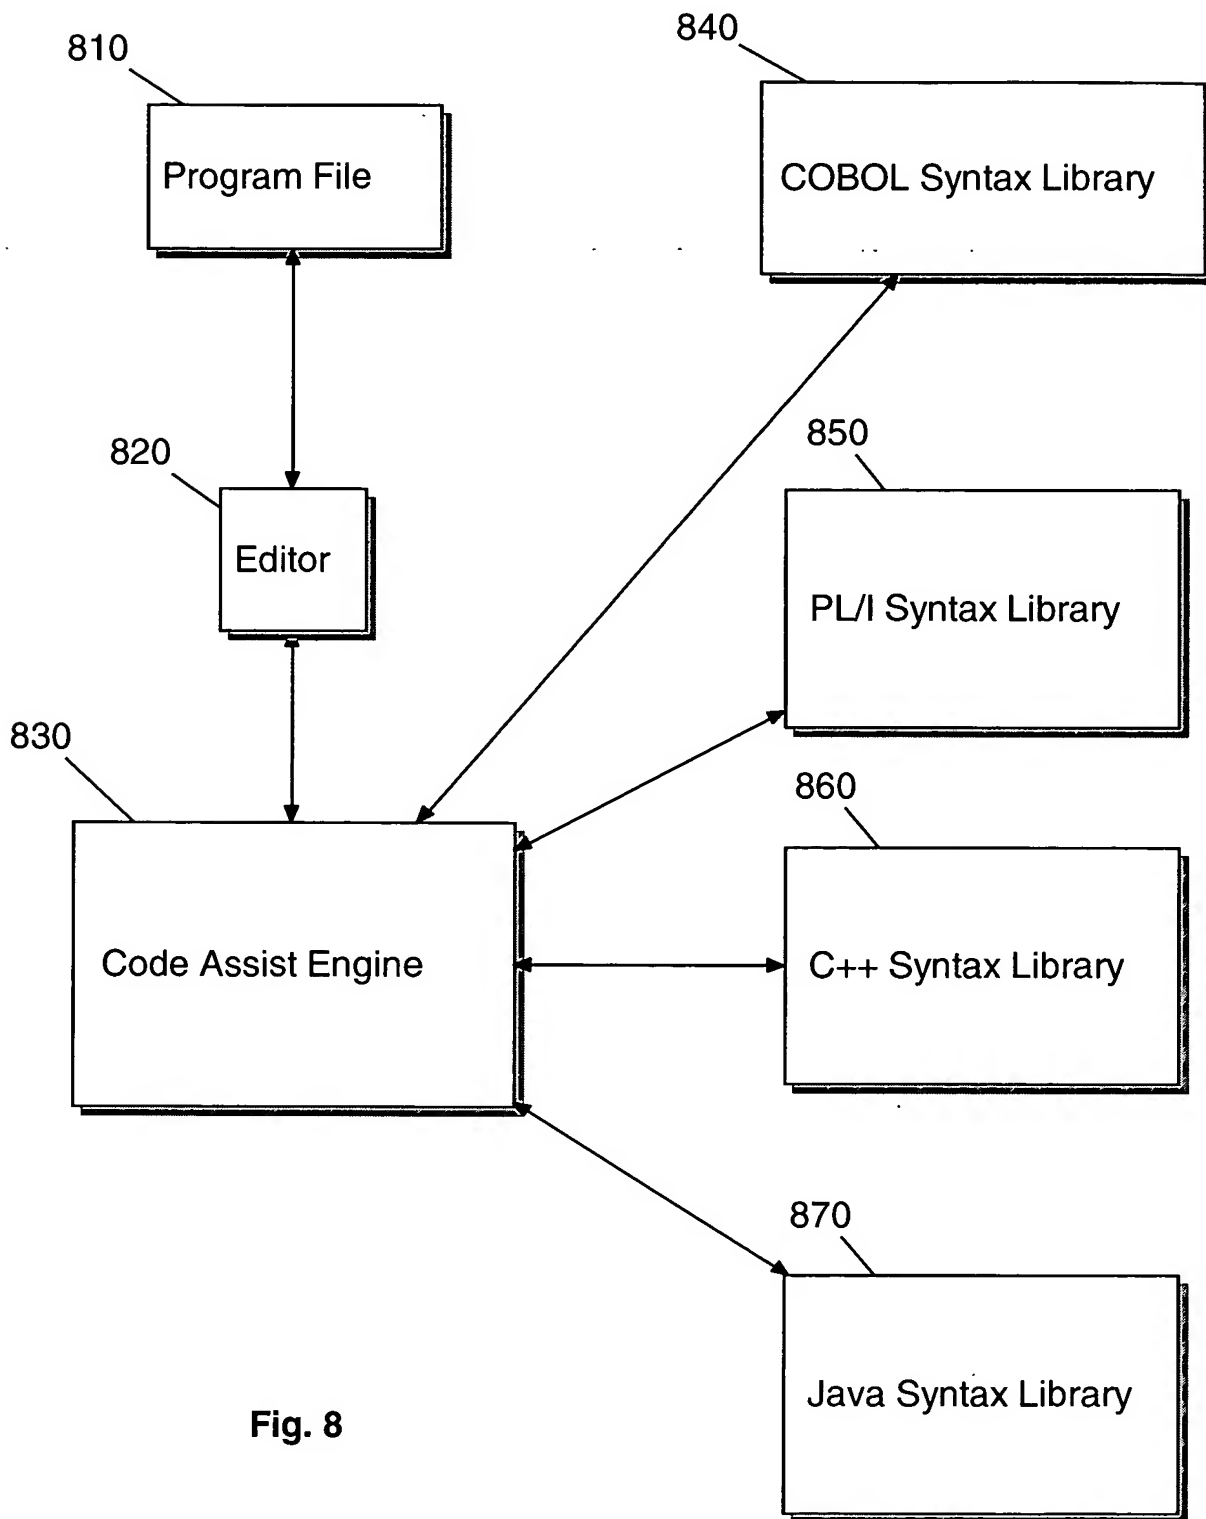 810
Program File
840
COBOL Syntax Library
820
Editor
850
PL/I Syntax Library
830
Code Assist Engine
860
C++ Syntax Library
870
Java Syntax Library
Fig. 8